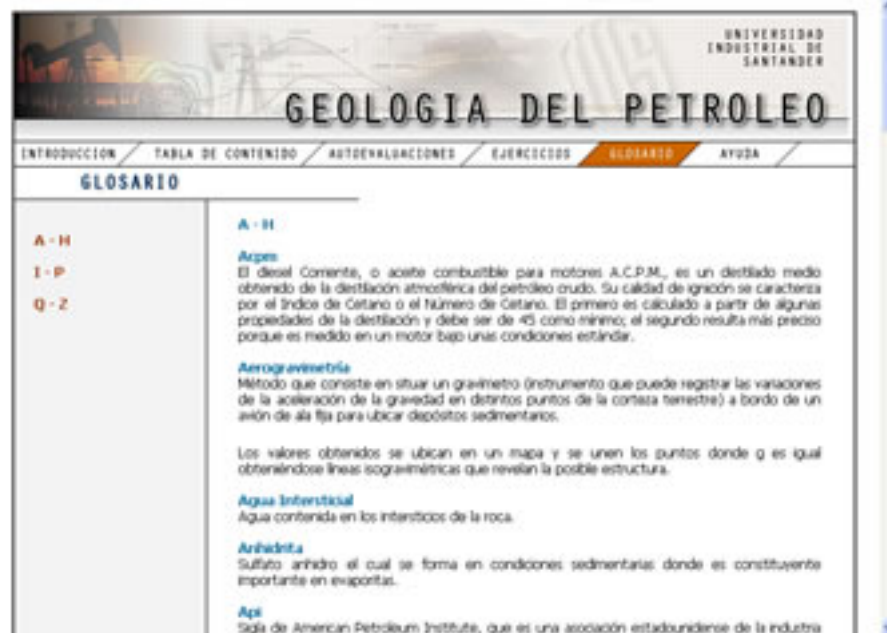 UNIVERSIDAD
INDUSTRIAL DE
SANTANDER
GEOLOGIA DEL PETROLEO
INTRODUCCION / TABLA DE CONTENIDO / AUTOEVALUACIONES / EJERCICIOS / GLOSARIO / AYUDA /
GLOSARIO
A - H
I - P
Q - Z
A - H
Acpm
El diesel Corriente, o aceite combustible para motores A.C.P.M., es un destilado medio
obtenido de la destilación atmosférica del petróleo crudo. Su calidad de ignición se caracteriza
por el Indice de Cetano o el Número de Cetano. El primero es calculado a partir de algunas
propiedades de la destilación y debe ser de 45 como mínimo; el segundo resulta más preciso
porque es medido en un motor bajo unas condiciones estándar.
Aerogravimetría
Método que consiste en situar un gravímetro (instrumento que puede registrar las variaciones
de la aceleración de la gravedad en distintos puntos de la corteza terrestre) a bordo de un
avión de ala fija para ubicar depósitos sedimentarios.
Los valores obtenidos se ubican en un mapa y se unen los puntos donde g es igual
obteniéndose líneas isogravimétricas que revelan la posible estructura.
Agua Intersticial
Agua contenida en los intersticios de la roca.
Anhidrita
Sulfato anhidro el cual se forma en condiciones sedimentarias donde es constituyente
importante en evaporitas.
Api
Sigla de American Petroleum Institute, que es una asociación estadounidense de la industria